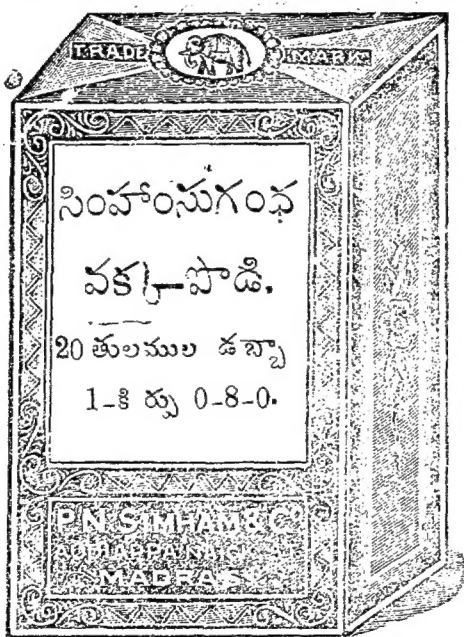 TRADE MARK
సింహాంసుగంధ
వక్క—పొడి.
20 తులముల డబ్బా
1-కి ర్పు 0-8-0.
P.N.SIMHAM & Co
MADRAS